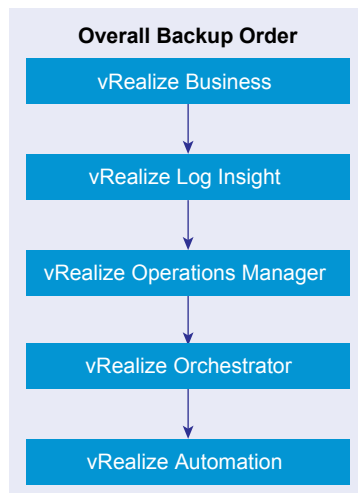 Overall Backup Order
vRealize Business
vRealize Log Insight
vRealize Operations Manager
vRealize Orchestrator
vRealize Automation